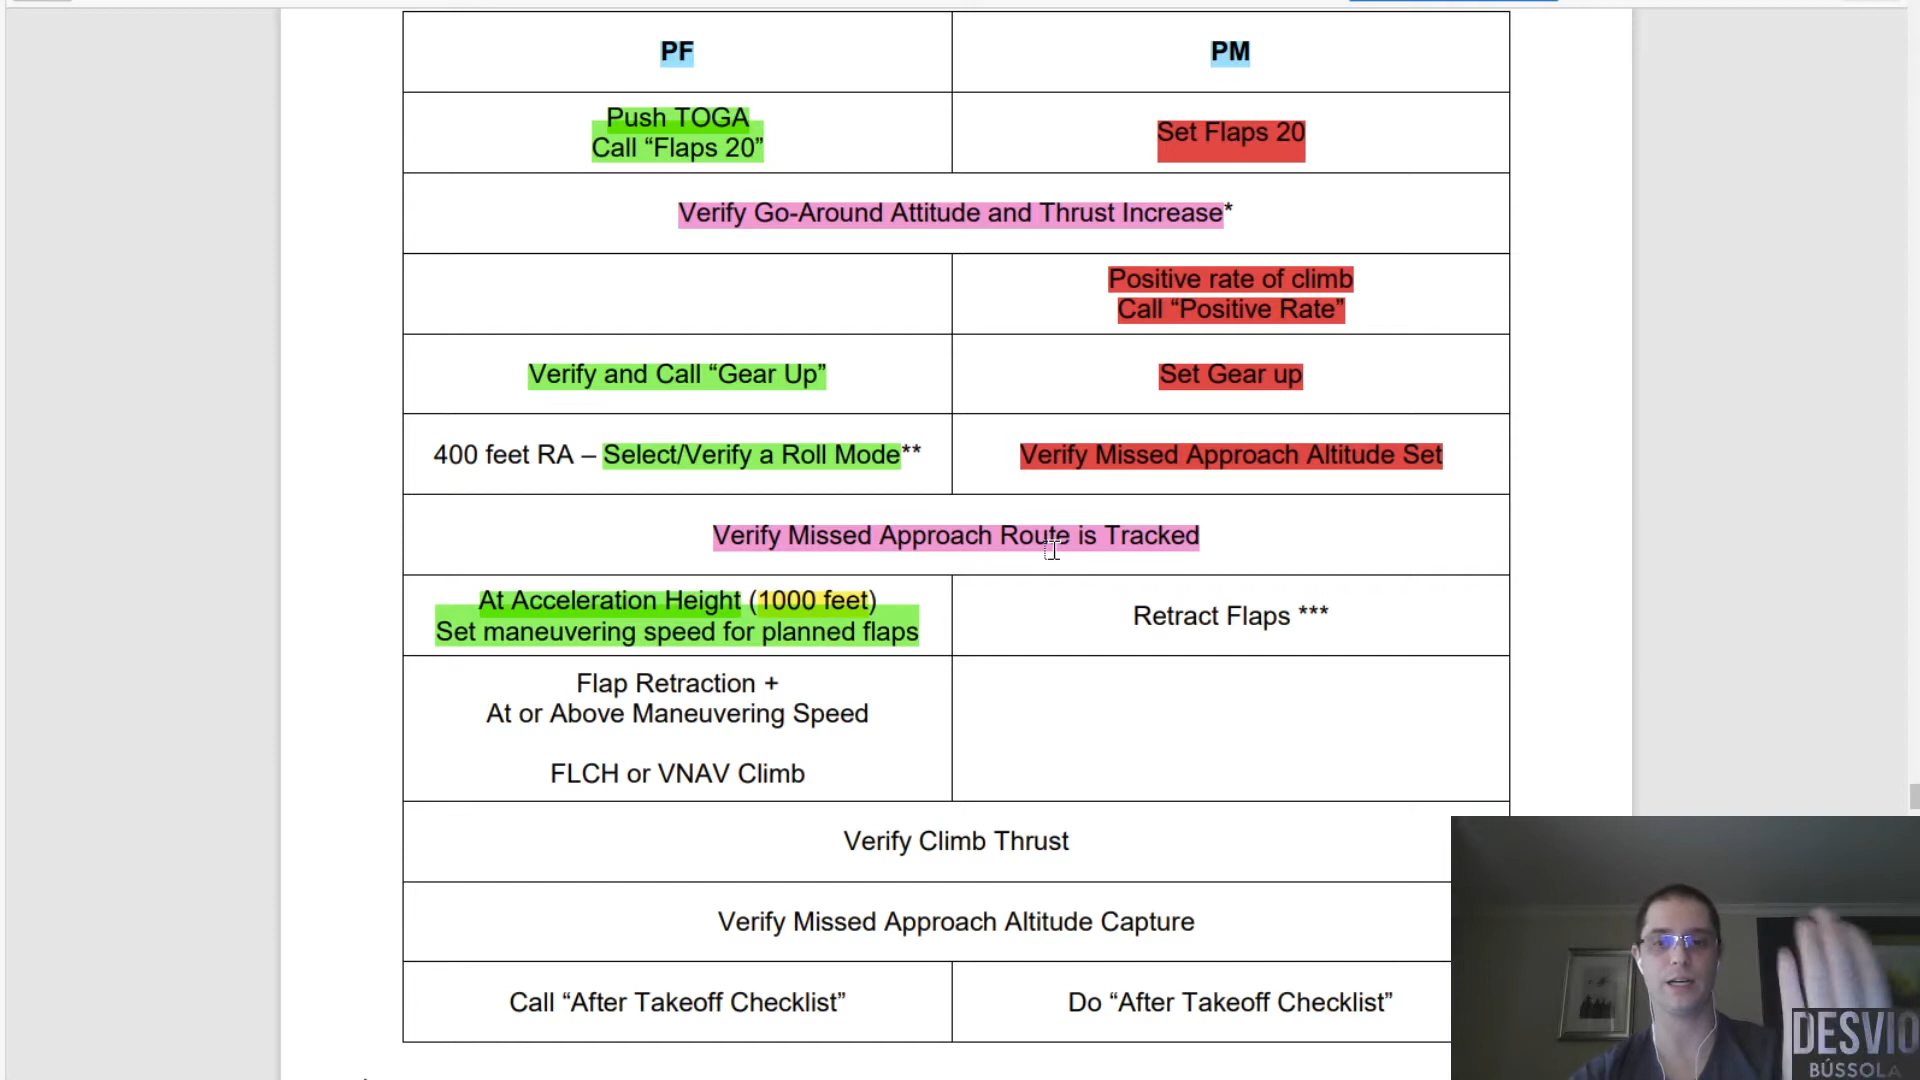 PF
PM
Push TOGA
Call “Flaps 20”
Set Flaps 20
Verify Go-Around Attitude and Thrust Increase*
Positive rate of climb
Call “Positive Rate”
Verify and Call “Gear Up”
Set Gear up
400 feet RA – Select/Verify a Roll Mode**
Verify Missed Approach Altitude Set
Verify Missed Approach Route is Tracked
At Acceleration Height (1000 feet)
Set maneuvering speed for planned flaps
Retract Flaps ***
Flap Retraction +
At or Above Maneuvering Speed
FLCH or VNAV Climb
Verify Climb Thrust
Verify Missed Approach Altitude Capture
Call “After Takeoff Checklist”
Do “After Takeoff Checklist”
DESVIO
BÚSSOLA